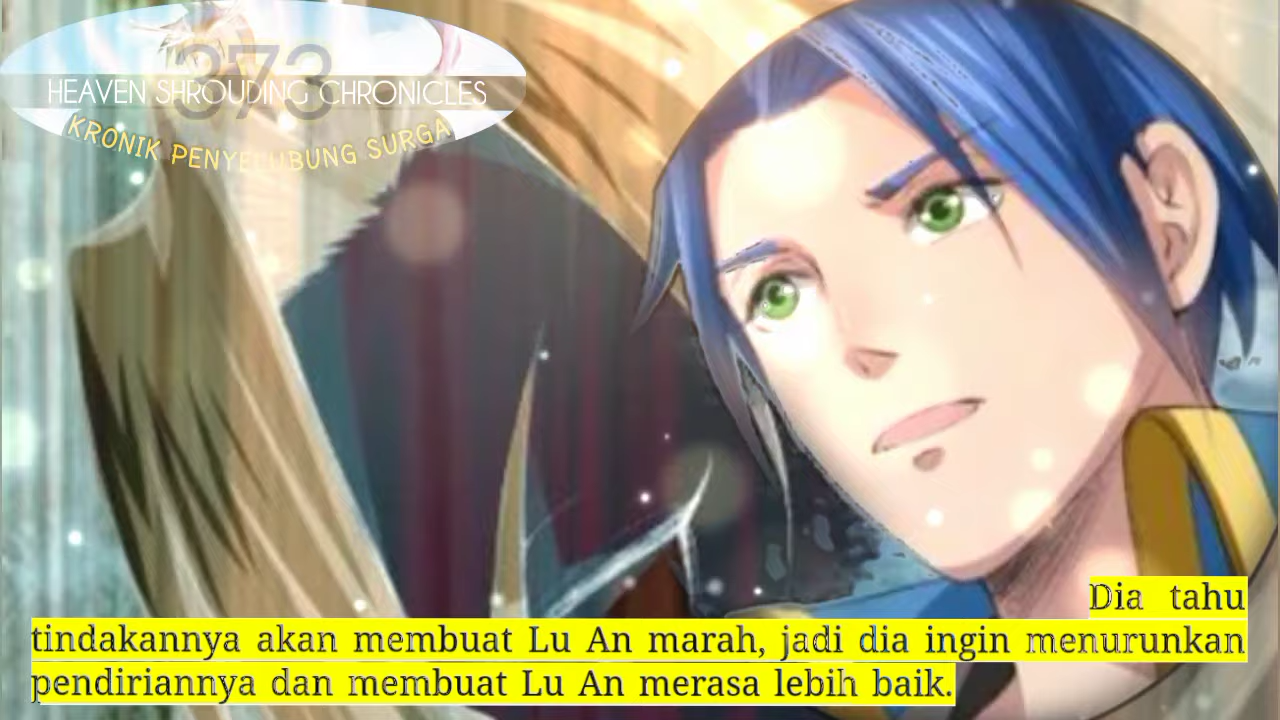 373
HEAVEN SHROUDING CHRONICLES
KRONIK PENYELUBUNG SURGA
Dia tahu
tindakannya akan membuat Lu An marah, jadi dia ingin menurunkan
pendiriannya dan membuat Lu An merasa lebih baik.